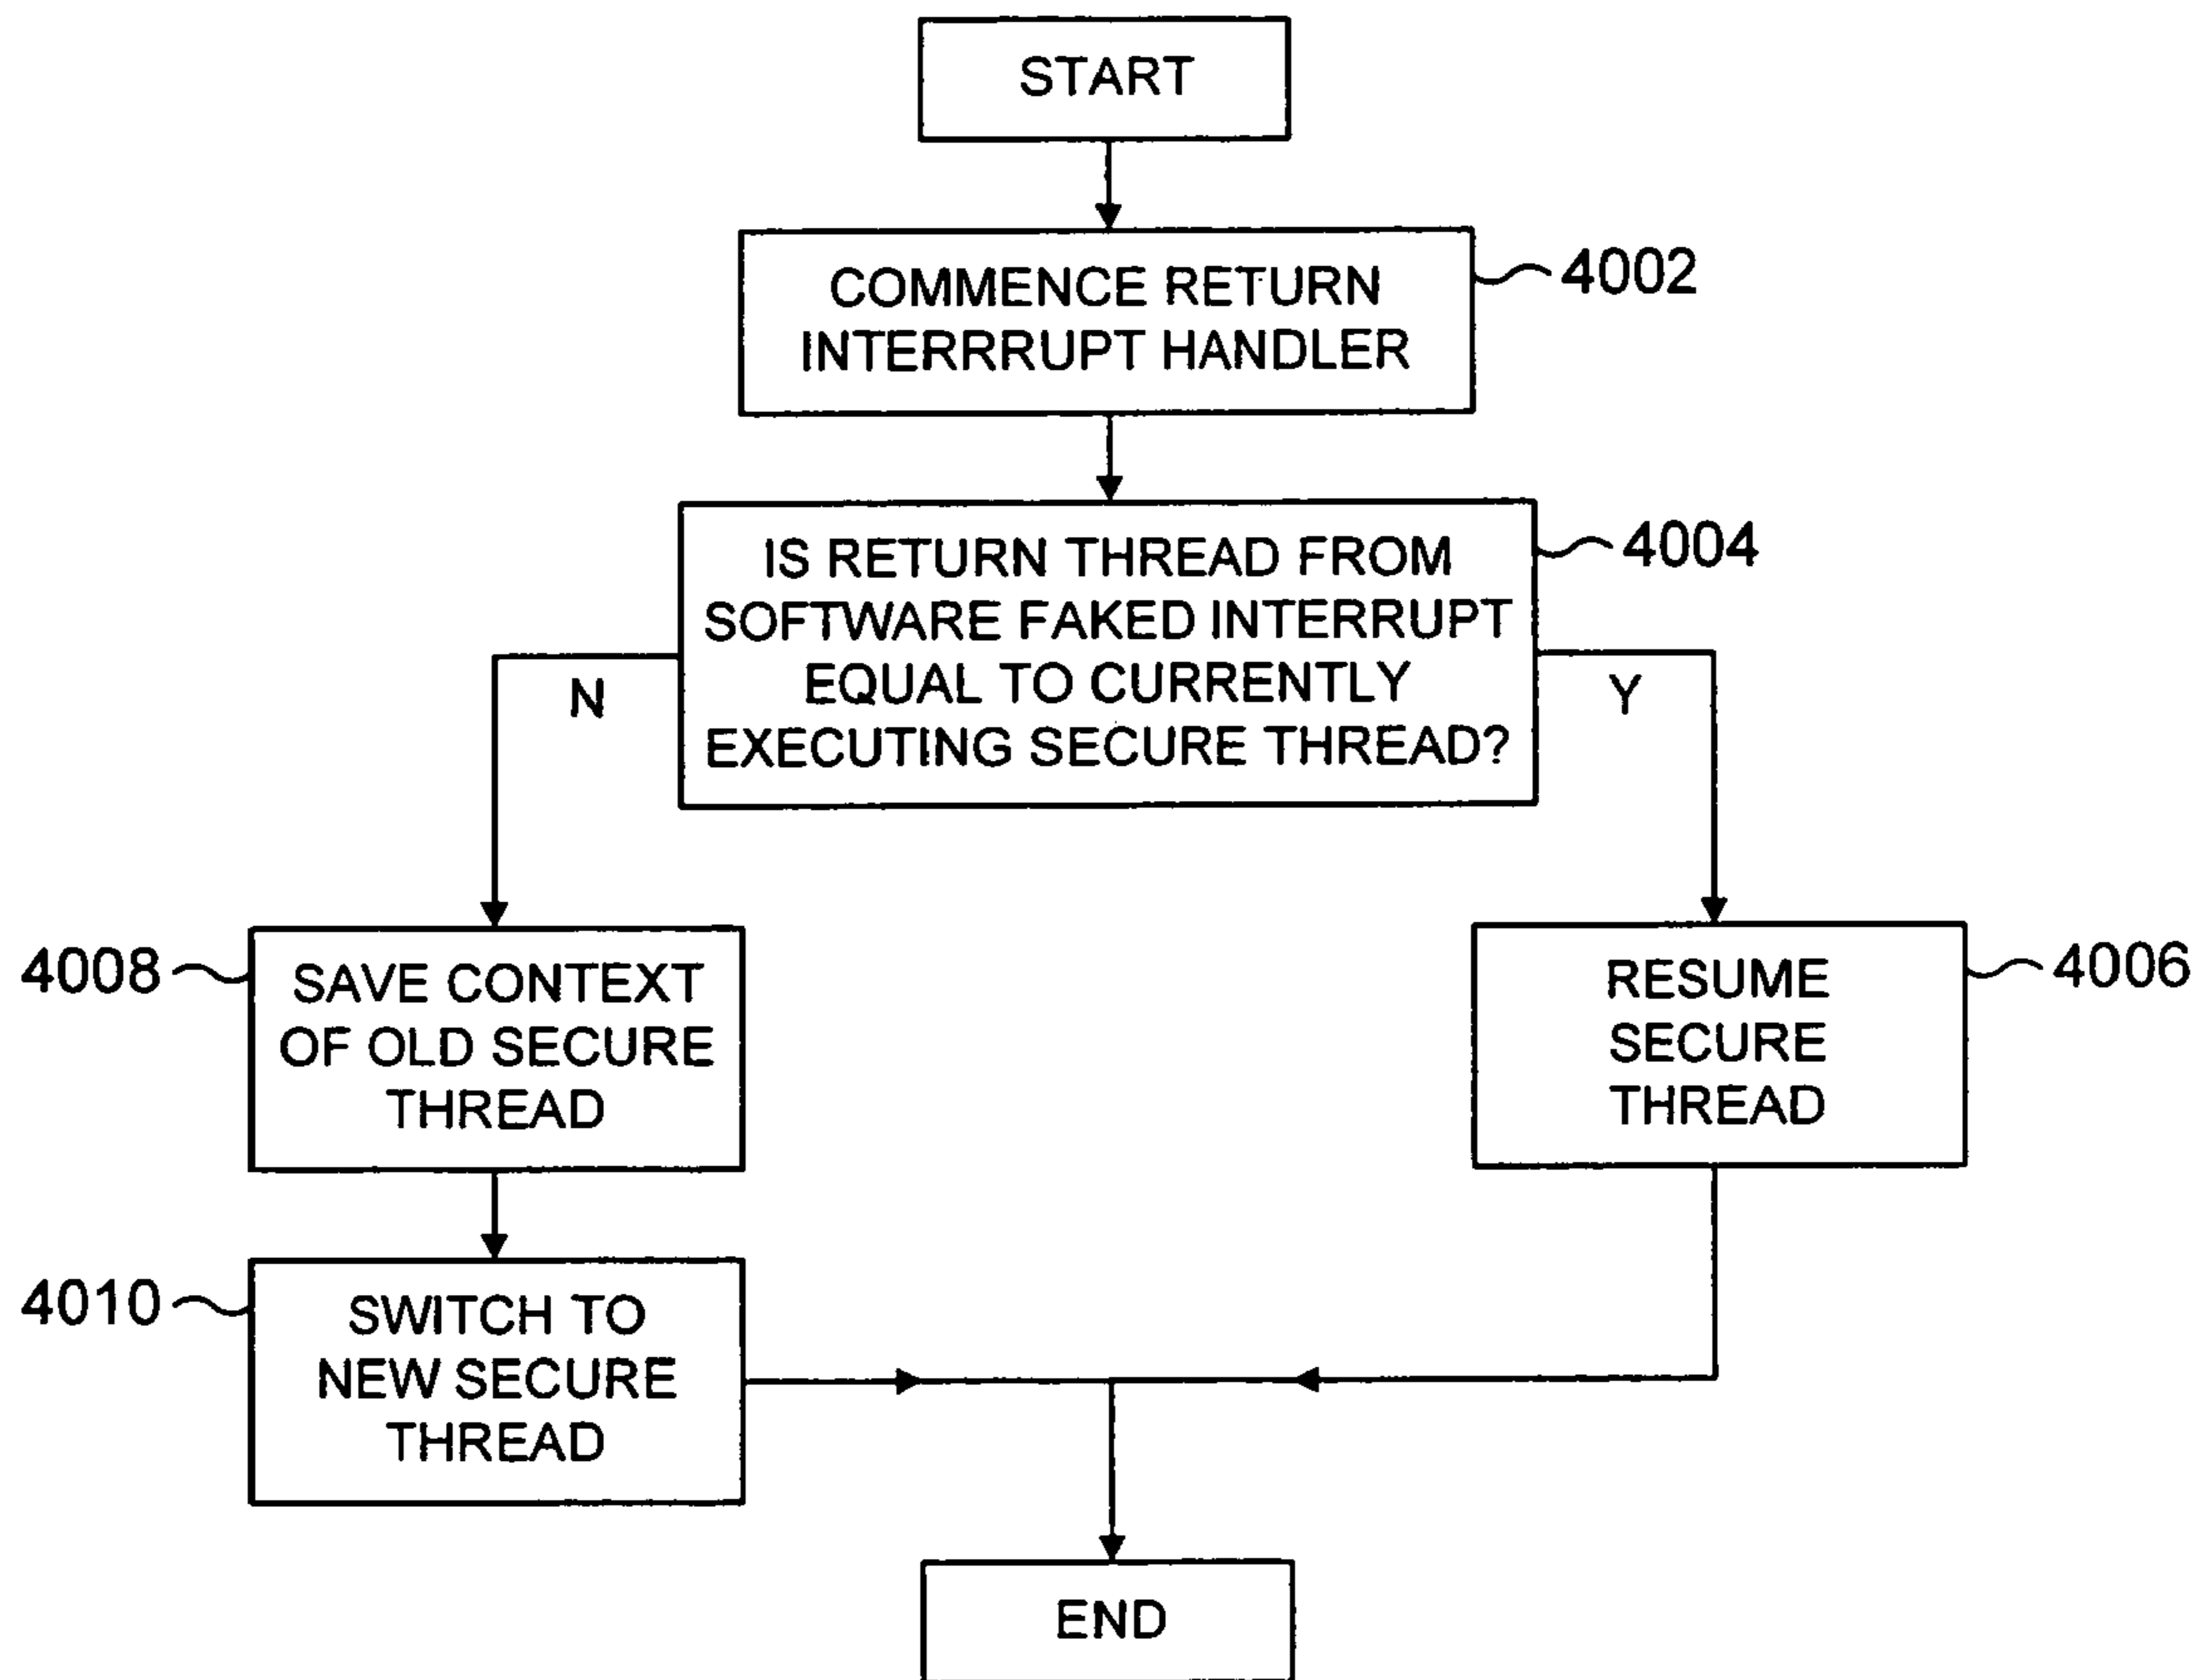 START
COMMENCE RETURN
INTERRRUPT HANDLER
4002
IS RETURN THREAD FROM
SOFTWARE FAKED INTERRUPT
EQUAL TO CURRENTLY
EXECUTING SECURE THREAD?
4004
N
Y
4008
SAVE CONTEXT
OF OLD SECURE
THREAD
RESUME
SECURE
THREAD
4006
4010
SWITCH TO
NEW SECURE
THREAD
END